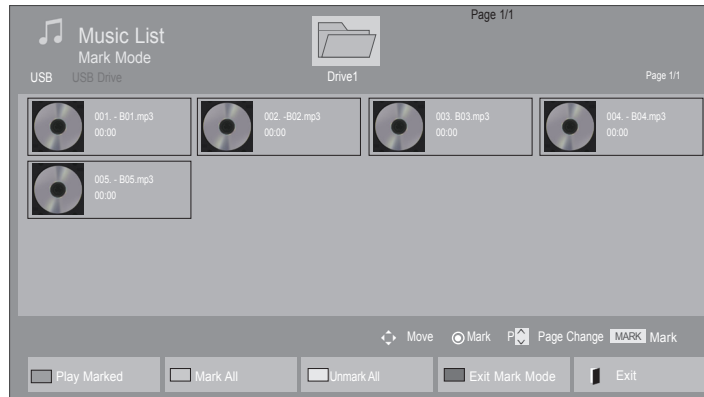 Page 1/1
Music List
Mark Mode
USB USB Drive Drive1 Page 1/1
001. - B01.mp3 002. -B02.mp3 003. B03.mp3 004. - B04.mp3
00:00 00:00 00:00 00:00
005. - B05.mp3
00:00
Move Mark P Page Change MARK Mark
Play Marked Mark All Unmark All Exit Mark Mode Exit